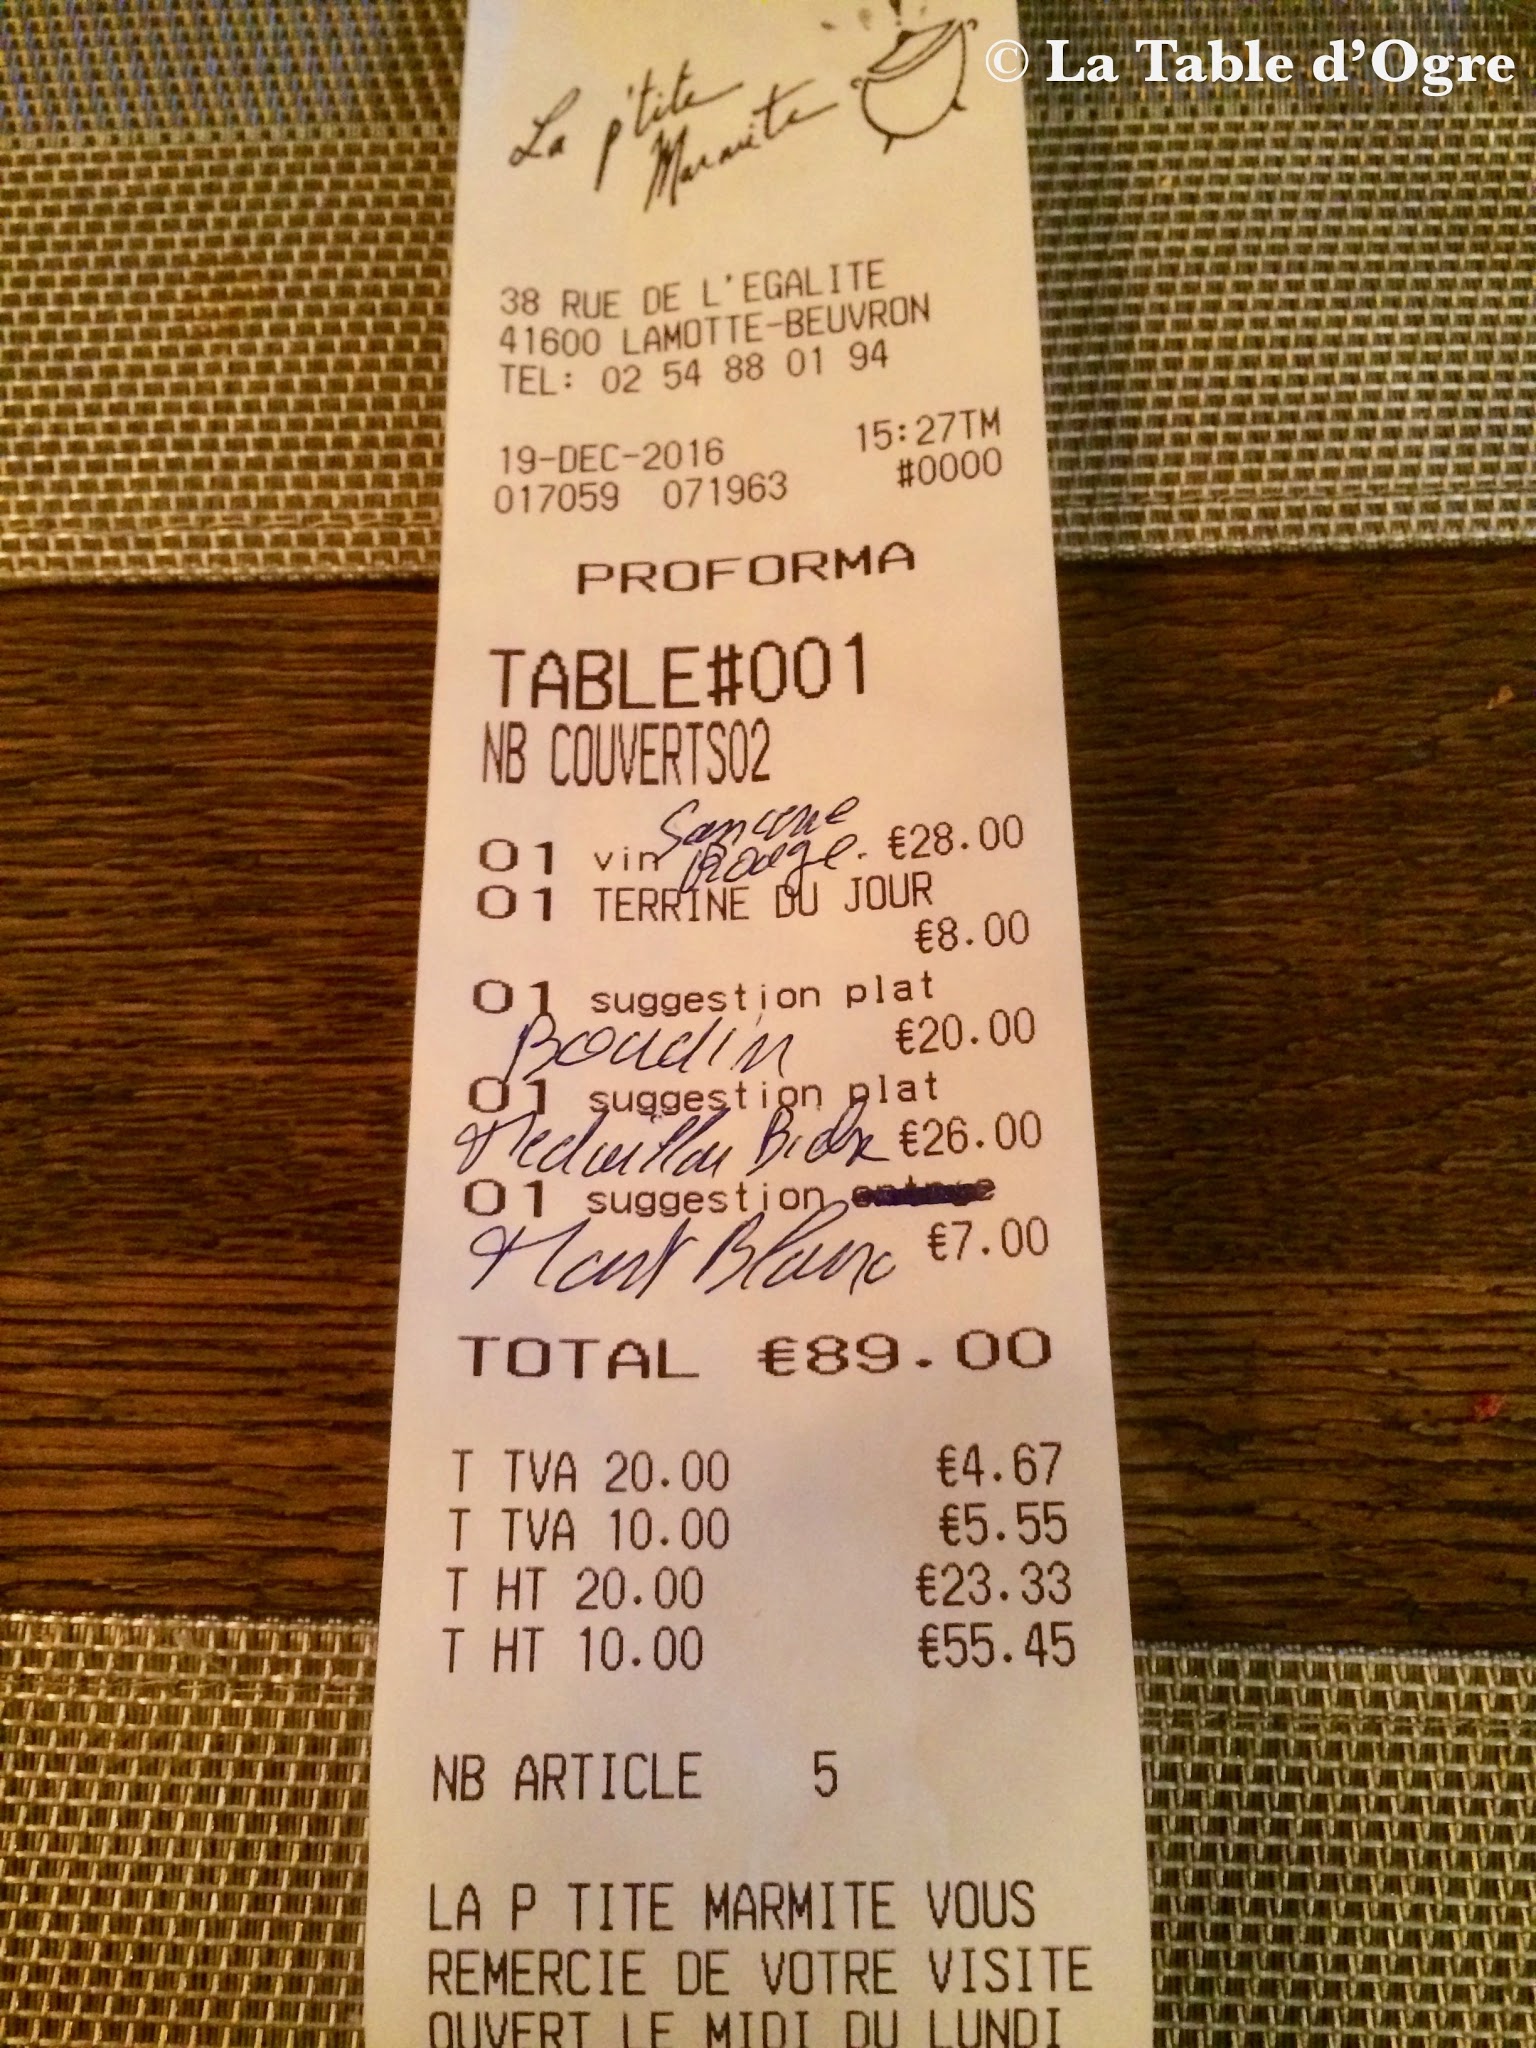 © La Table d'Ogre
La p'tite
Marmite
38 RUE DE L'EGALITE
41600 LAMOTTE-BEUVRON
TEL: 02 54 88 01 94
19-DEC-2016 15:27TM
017059 071963 #0000
PROFORMA
TABLE#001
NB COUVERTS02
Sancerre
01 vin Rouge. €28.00
01 TERRINE DU JOUR
€8.00
01 suggestion plat
Boudin €20.00
01 suggestion plat
Medaillon Biche €26.00
01 suggestion
Mont Blanc €7.00
TOTAL €89.00
T TVA 20.00 €4.67
T TVA 10.00 €5.55
T HT 20.00 €23.33
T HT 10.00 €55.45
NB ARTICLE 5
LA P TITE MARMITE VOUS
REMERCIE DE VOTRE VISITE
OUVERT LE MIDI DU LUNDI